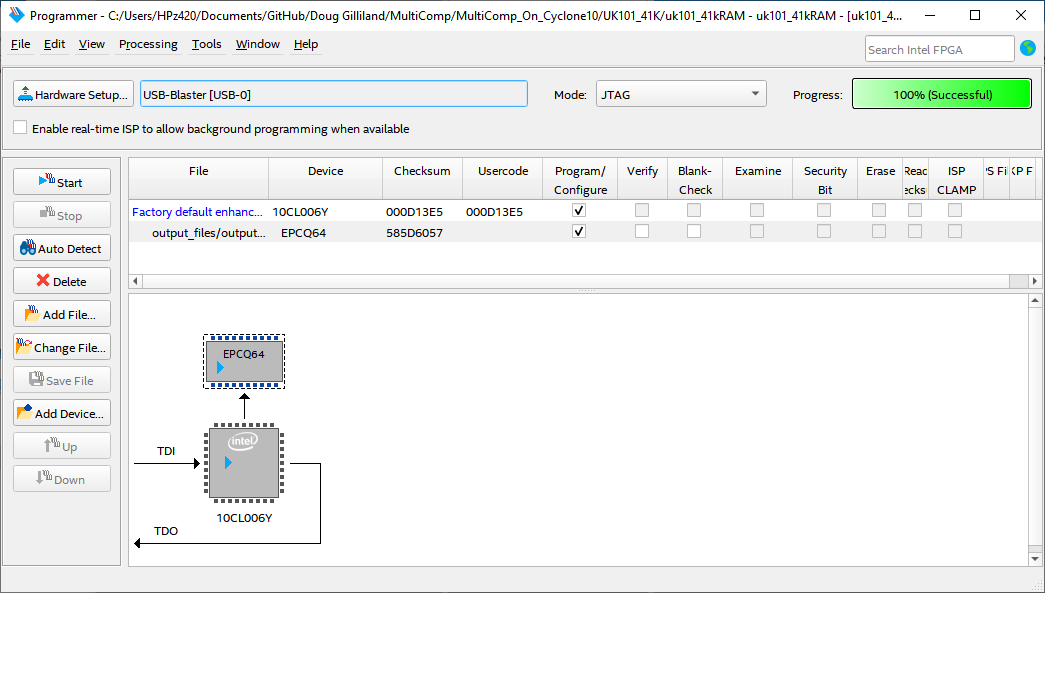 Programmer - C:/Users/HPz420/Documents/GitHub/Doug Gilliland/MultiComp/MultiComp_On_Cyclone10/UK101_41K/uk101_41kRAM - uk101_41kRAM - [uk101_4...
File Edit View Processing Tools Window Help
Search Intel FPGA
Hardware Setup... USB-Blaster [USB-0] Mode: JTAG Progress: 100% (Successful)
Enable real-time ISP to allow background programming when available
Start
Stop
Auto Detect
Delete
Add File...
Change File...
Save File
Add Device...
Up
Down
File Device Checksum Usercode Program/ Verify Blank- Examine Security Erase ISP
Configure Check Bit CLAMP
Factory default enhanc... 10CL006Y 000D13E5 000D13E5
output_files/output... EPCQ64 585D6057
EPCQ64
intel
TDI
10CL006Y
TDO